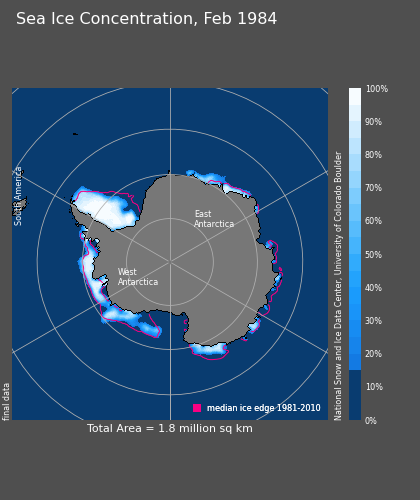 Sea Ice Concentration, Feb 1984
South America
East
Antarctica
West
Antarctica
median ice edge 1981-2010
final data
Total Area = 1.8 million sq km
National Snow and Ice Data Center, University of Colorado Boulder
100%
90%
80%
70%
60%
50%
40%
30%
20%
10%
0%